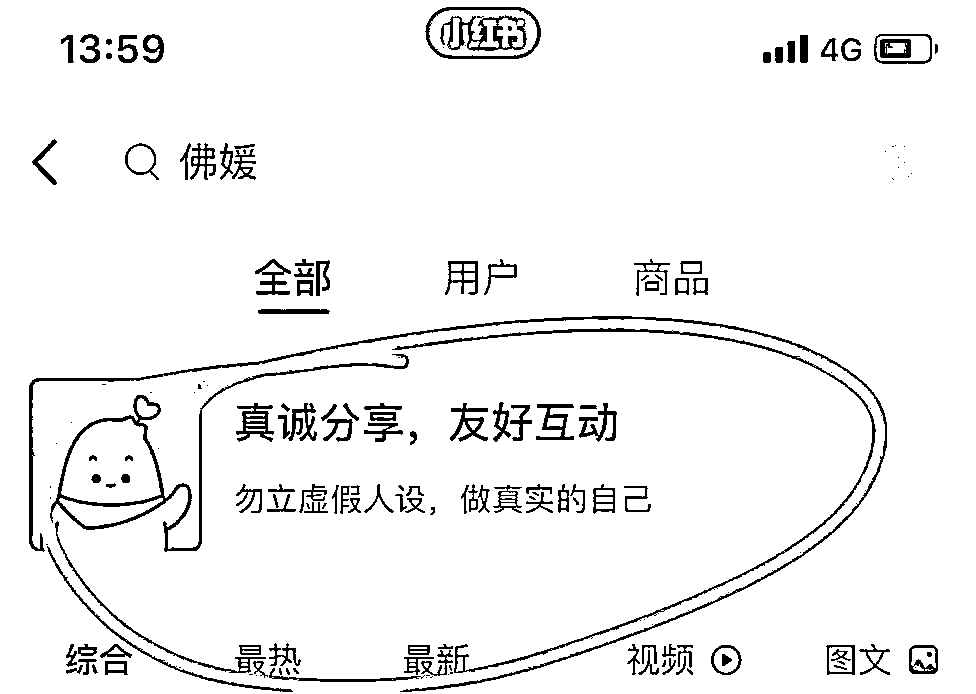 13:59 小红书 4G
佛媛
全部 用户 商品
真诚分享，友好互动
勿立虚假人设，做真实的自己
综合 最热 最新 视频 图文